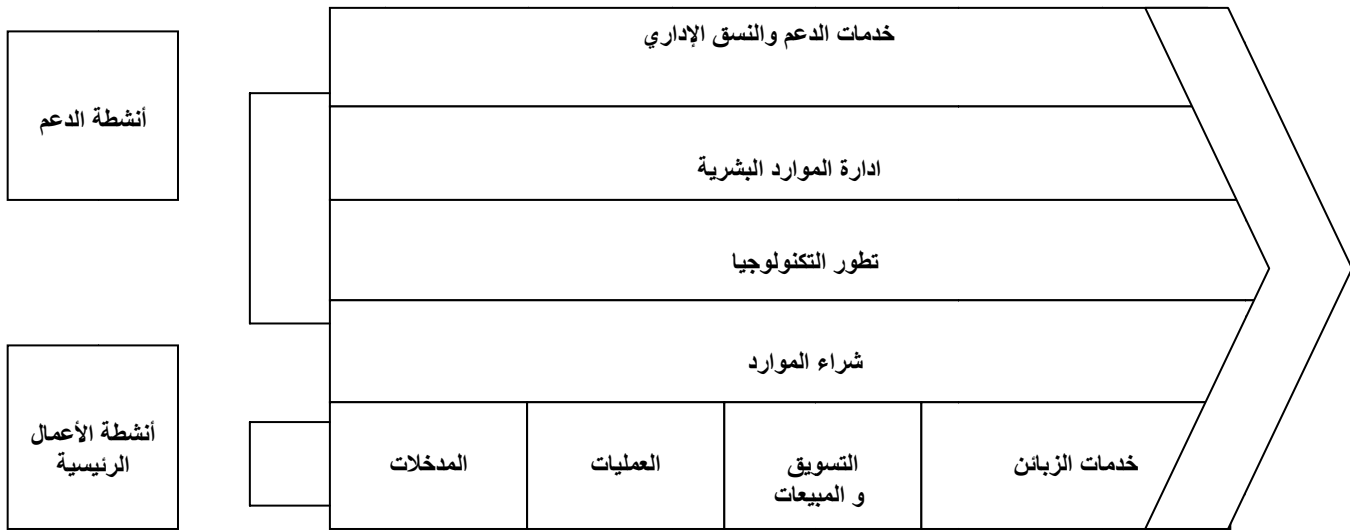 خدمات الدعم والنسق الإداري
أنشطة الدعم
ادارة الموارد البشرية
تطور التكنولوجيا
شراء الموارد
أنشطة الأعمال
الرئيسية
المدخلات
العمليات
التسويق
و المبيعات
خدمات الزبائن